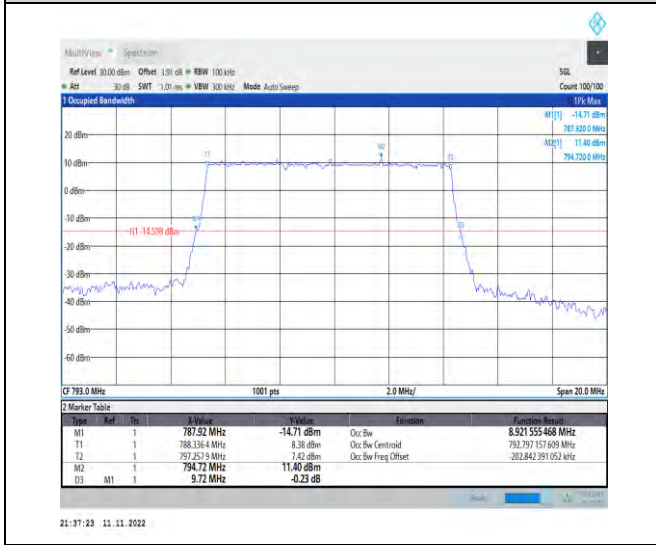 MultiView Spectrum
Ref Level 30.00 dBm Offset 3.91 dB RBW 100 kHz SGL
Att 30 dB SWT 1.01 ms VBW 300 kHz Mode Auto Sweep Count 100/100
1 Occupied Bandwidth 1Pk Max
M1[1] -14.71 dBm
787.920 0 MHz
M2[1] 11.40 dBm
794.720 0 MHz
20 dBm
T1 M2 T2
10 dBm
0 dBm
-10 dBm
M1 D3
H1 -14.598 dBm
-20 dBm
-30 dBm
-40 dBm
-50 dBm
-60 dBm
CF 793.0 MHz 1001 pts 2.0 MHz/ Span 20.0 MHz
2 Marker Table
Type Ref Trc X-Value Y-Value Function Function Result
M1 1 787.92 MHz -14.71 dBm Occ Bw 8.921 555 468 MHz
T1 1 788.336 4 MHz 8.38 dBm Occ Bw Centroid 792.797 157 609 MHz
T2 1 797.257 9 MHz 7.42 dBm Occ Bw Freq Offset -202.842 391 052 kHz
M2 1 794.72 MHz 11.40 dBm
D3 M1 1 9.72 MHz -0.23 dB
21:37:23 11.11.2022